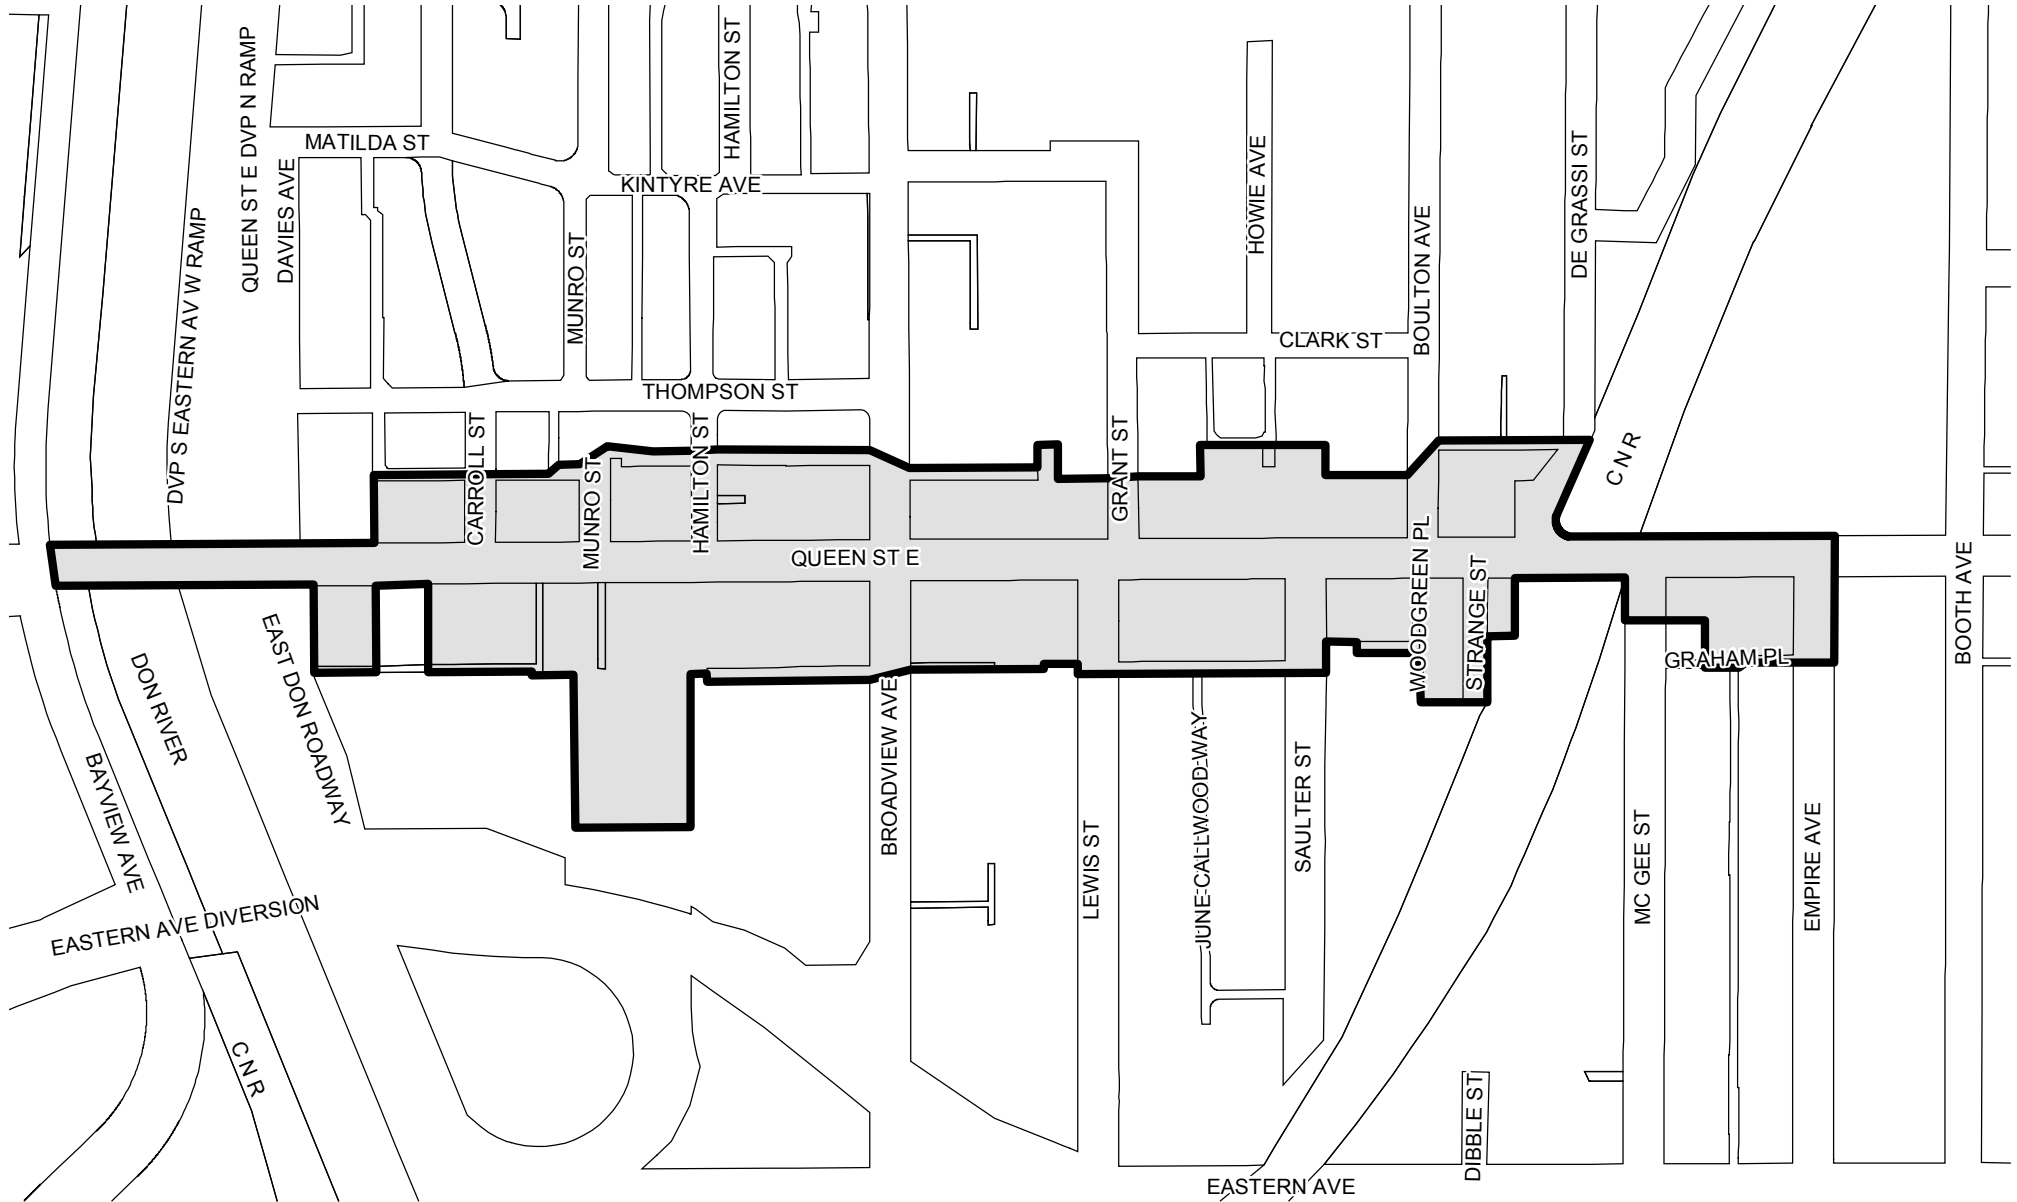 QUEEN ST E DVP N RAMP
HAMILTON ST
MATILDA ST
DAVIES AVE
KINTYRE AVE
HOWIE AVE
DE GRASSI ST
DVP S EASTERN AV W RAMP
MUNRO ST
BOULTON AVE
CLARK ST
THOMPSON ST
CARROLL ST
MUNRO ST
HAMILTON ST
GRANT ST
C N R
QUEEN ST E
WOODGREEN PL
STRANGE ST
BOOTH AVE
EAST DON ROADWAY
DON RIVER
GRAHAM PL
BAYVIEW AVE
BROADVIEW AVE
LEWIS ST
JUNE CALLWOOD WAY
SAULTER ST
MC GEE ST
EMPIRE AVE
EASTERN AVE DIVERSION
C N R
DIBBLE ST
EASTERN AVE